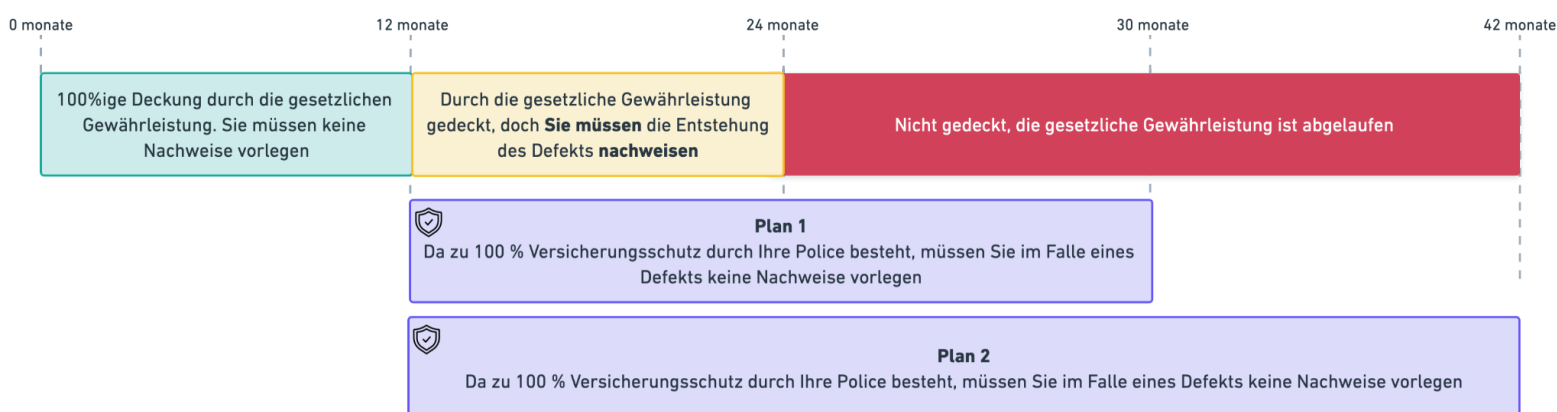 0 monate
12 monate
24 monate
30 monate
42 monate
100%ige Deckung durch die gesetzlichen
Gewährleistung. Sie müssen keine
Nachweise vorlegen
Durch die gesetzliche Gewährleistung
gedeckt, doch Sie müssen die Entstehung
des Defekts nachweisen
Nicht gedeckt, die gesetzliche Gewährleistung ist abgelaufen
Plan 1
Da zu 100 % Versicherungsschutz durch Ihre Police besteht, müssen Sie im Falle eines
Defekts keine Nachweise vorlegen
Plan 2
Da zu 100 % Versicherungsschutz durch Ihre Police besteht, müssen Sie im Falle eines Defekts keine Nachweise vorlegen